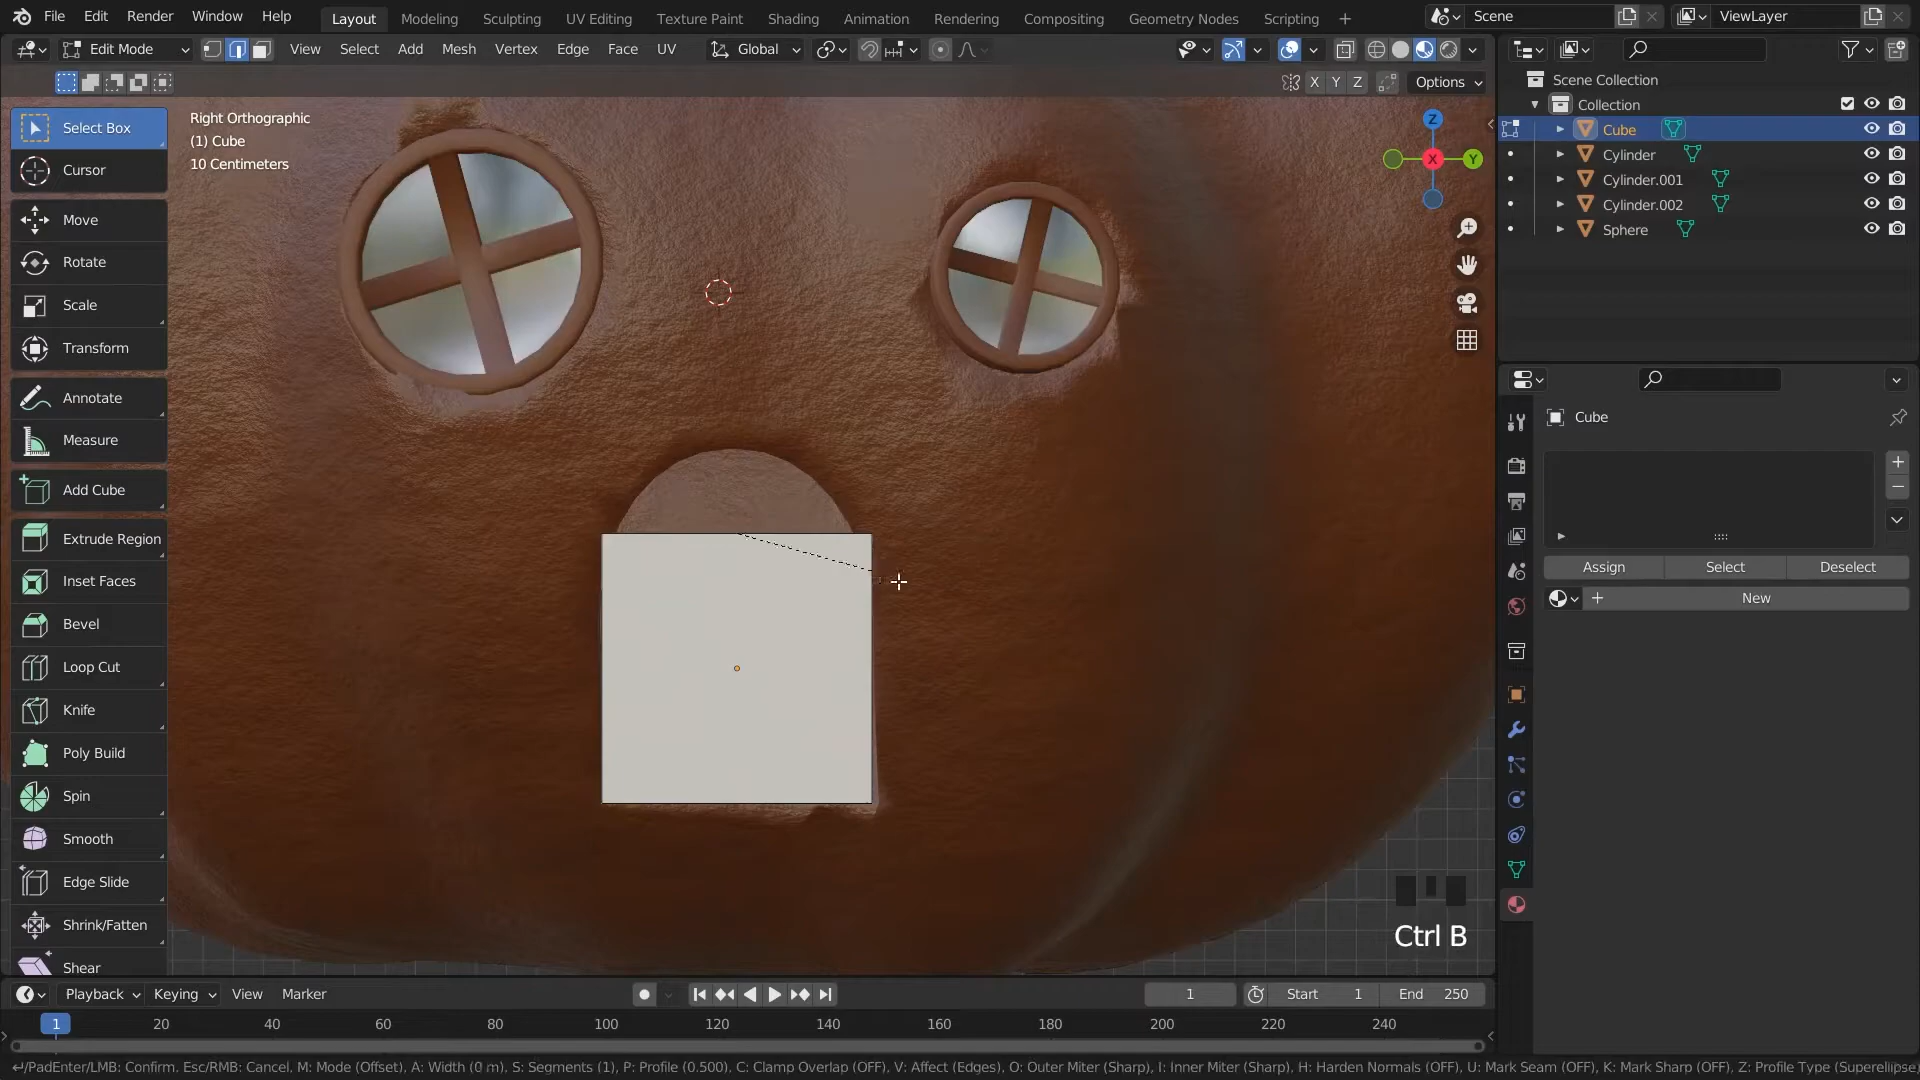 File Edit Render Window Help Layout Modeling Sculpting UV Editing Texture Paint Shading Animation Rendering Compositing Geometry Nodes Scripting + Scene ViewLayer
Edit Mode View Select Add Mesh Vertex Edge Face UV Global
X Y Z Options
Scene Collection
Collection
Cube
Cylinder
Cylinder.001
Cylinder.002
Sphere
Select Box
Cursor
Move
Rotate
Scale
Transform
Annotate
Measure
Add Cube
Extrude Region
Inset Faces
Bevel
Loop Cut
Knife
Poly Build
Spin
Smooth
Edge Slide
Shrink/Fatten
Shear
Right Orthographic
(1) Cube
10 Centimeters
Z
X
Y
Ctrl B
Cube
Assign Select Deselect
+ New
Playback Keying View Marker 1 Start 1 End 250
1 20 40 60 80 100 120 140 160 180 200 220 240
↵/PadEnter/LMB: Confirm, Esc/RMB: Cancel, M: Mode (Offset), A: Width (0 m), S: Segments (1), P: Profile (0.500), C: Clamp Overlap (OFF), V: Affect (Edges), O: Outer Miter (Sharp), I: Inner Miter (Sharp), H: Harden Normals (OFF), U: Mark Seam (OFF), K: Mark Sharp (OFF), Z: Profile Type (Superellipse)